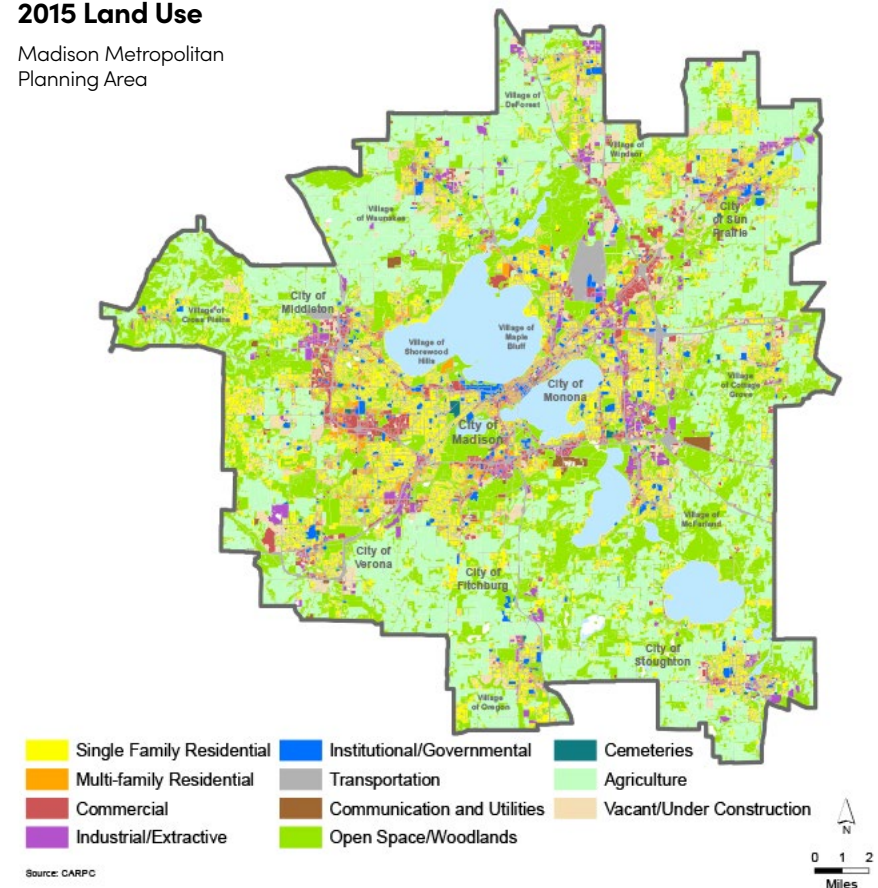 2015 Land Use
Madison Metropolitan
Planning Area
Village of
DeForest
Village of
Windsor
Village
of Waunakee
City
of Sun
Prairie
Village of
Cross Plains
City of
Middleton
Village of
Shorewood
Hills
Village of
Maple
Bluff
City of
Monona
Village
of Cottage
Grove
City of
Madison
Village of
McFarland
City of
Verona
City of
Fitchburg
City of
Stoughton
Village
of Oregon
Single Family Residential
Multi-family Residential
Commercial
Industrial/Extractive
Institutional/Governmental
Transportation
Communication and Utilities
Open Space/Woodlands
Cemeteries
Agriculture
Vacant/Under Construction
N
0 1 2
Miles
Source: CARPC